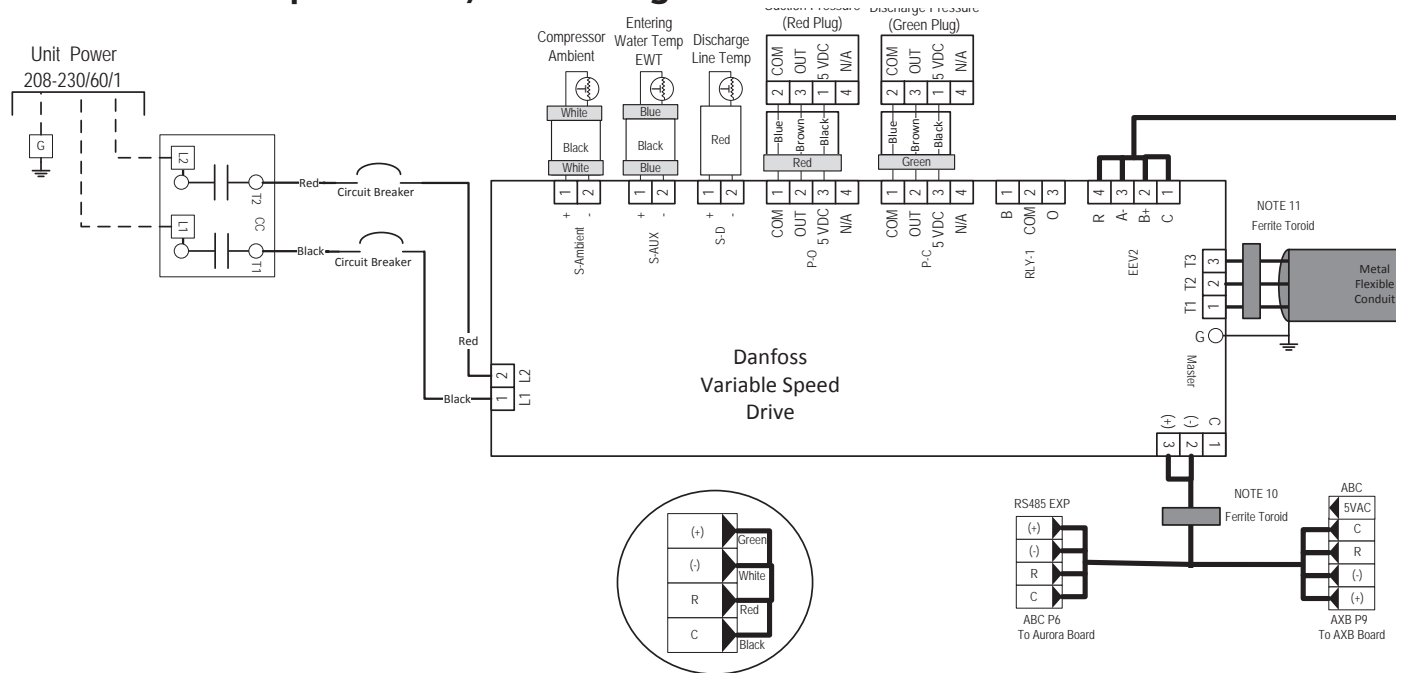 Unit Power
208-230/60/1
G
L2
T2
CC
L1
T1
Red
Circuit Breaker
Black
Circuit Breaker
Red
Black
Compressor
Ambient
White
Black
White
1 2
+ -
S-Ambient
Entering
Water Temp
EWT
Blue
Black
Blue
1 2
+ -
S-AUX
Discharge
Line Temp
Red
1 2
+ -
S-D
Suction Pressure
(Red Plug)
COM OUT 5 VDC N/A
2 3 1 4
Blue Brown Black
Red
1 2 3 4
COM OUT 5 VDC N/A
P-O
Discharge Pressure
(Green Plug)
COM OUT 5 VDC N/A
2 3 1 4
Blue Brown Black
Green
1 2 3 4
COM OUT 5 VDC N/A
P-C
1 2 3
B COM O
RLY-1
4 3 2 1
R A- B+ C
EEV2
NOTE 11
Ferrite Toroid
T3 3
T2 2
T1 1
Metal
Flexible
Conduit
G
Master
2 L2
1 L1
Danfoss
Variable Speed
Drive
(+) (-) C
3 2 1
NOTE 10
Ferrite Toroid
RS485 EXP
(+)
(-)
R
C
ABC P6
To Aurora Board
ABC
5VAC
C
R
(-)
(+)
AXB P9
To AXB Board
(+) Green
(-) White
R Red
C Black